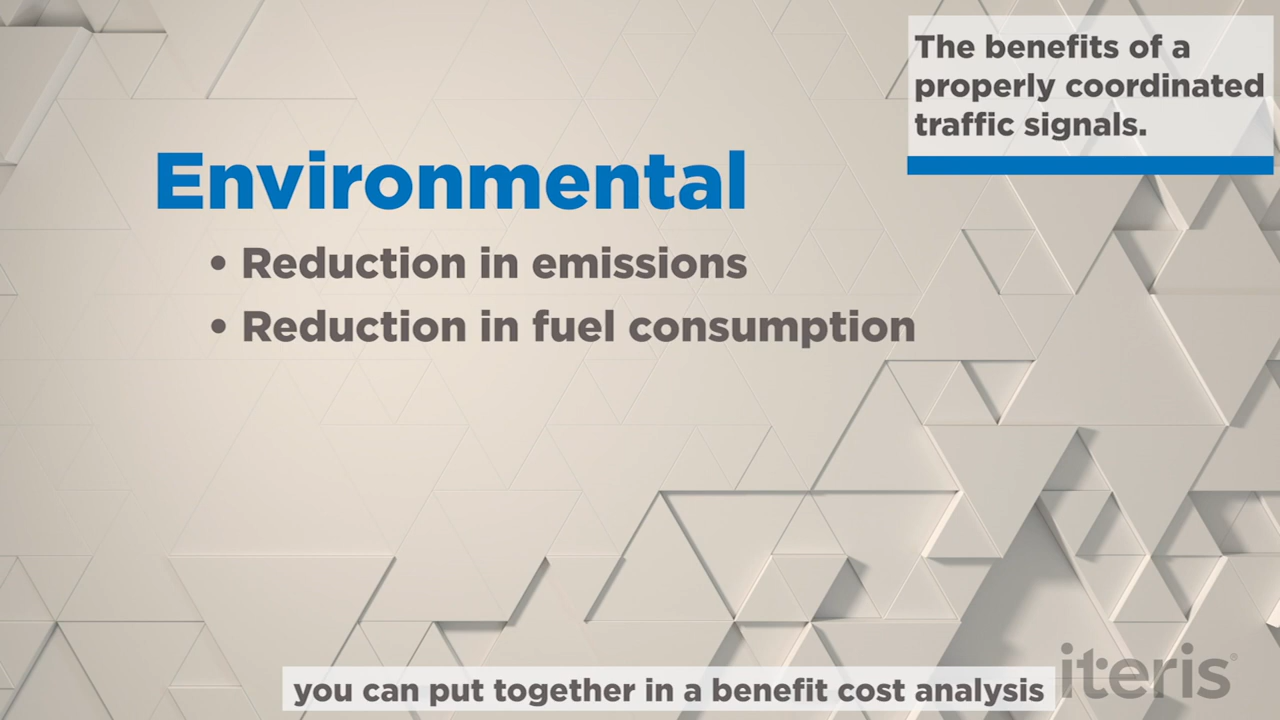 The benefits of a
properly coordinated
traffic signals.
Environmental
• Reduction in emissions
• Reduction in fuel consumption
you can put together in a benefit cost analysis
iteris®